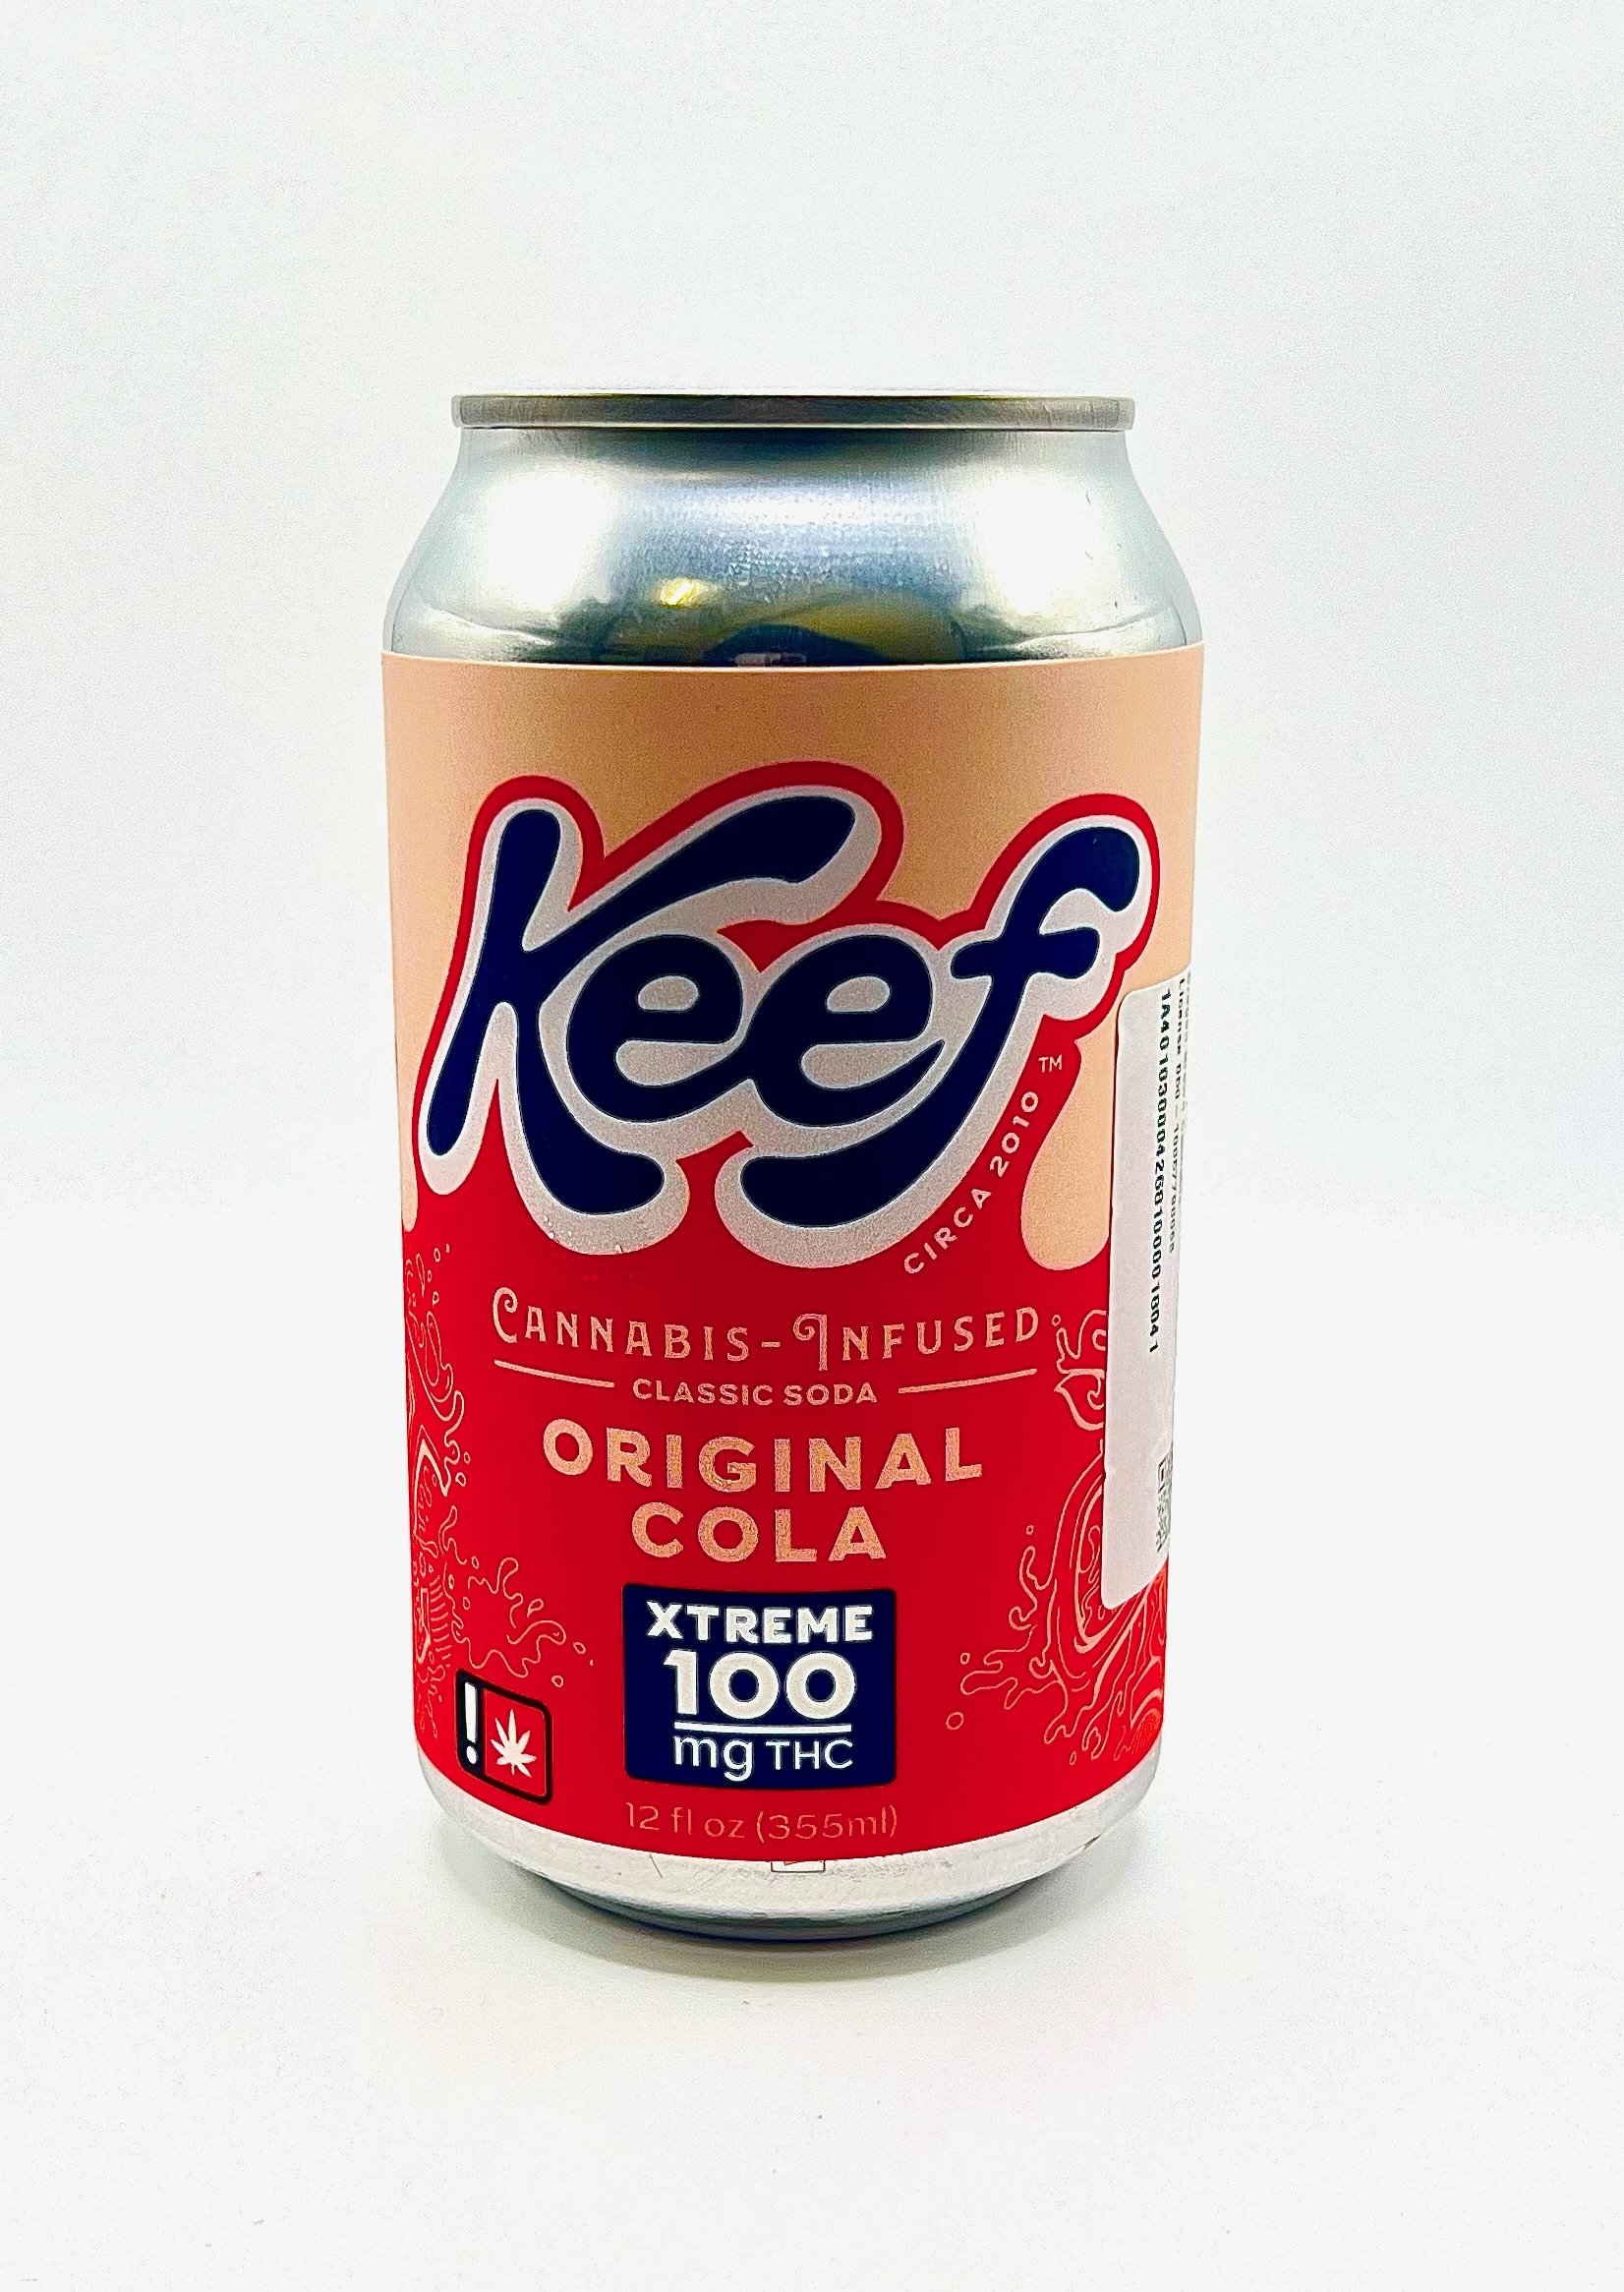 Keef
TM
CIRCA 2010
CANNABIS-INFUSED
CLASSIC SODA
ORIGINAL
COLA
XTREME
100
mg THC
!
12 fl oz (355ml)